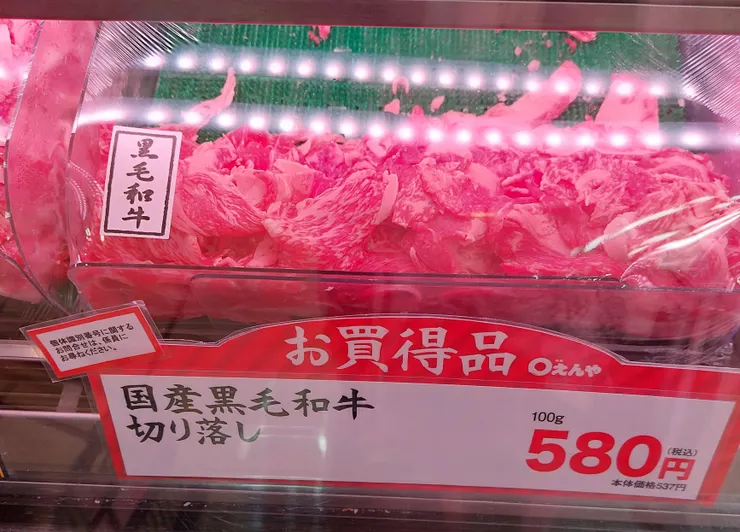 黒毛和牛
個体識別番号に関する
お問合せは、係員に
お尋ねください。
お買得品 えんや
国産黒毛和牛
切り落し
100g
580円(税込)
本体価格537円